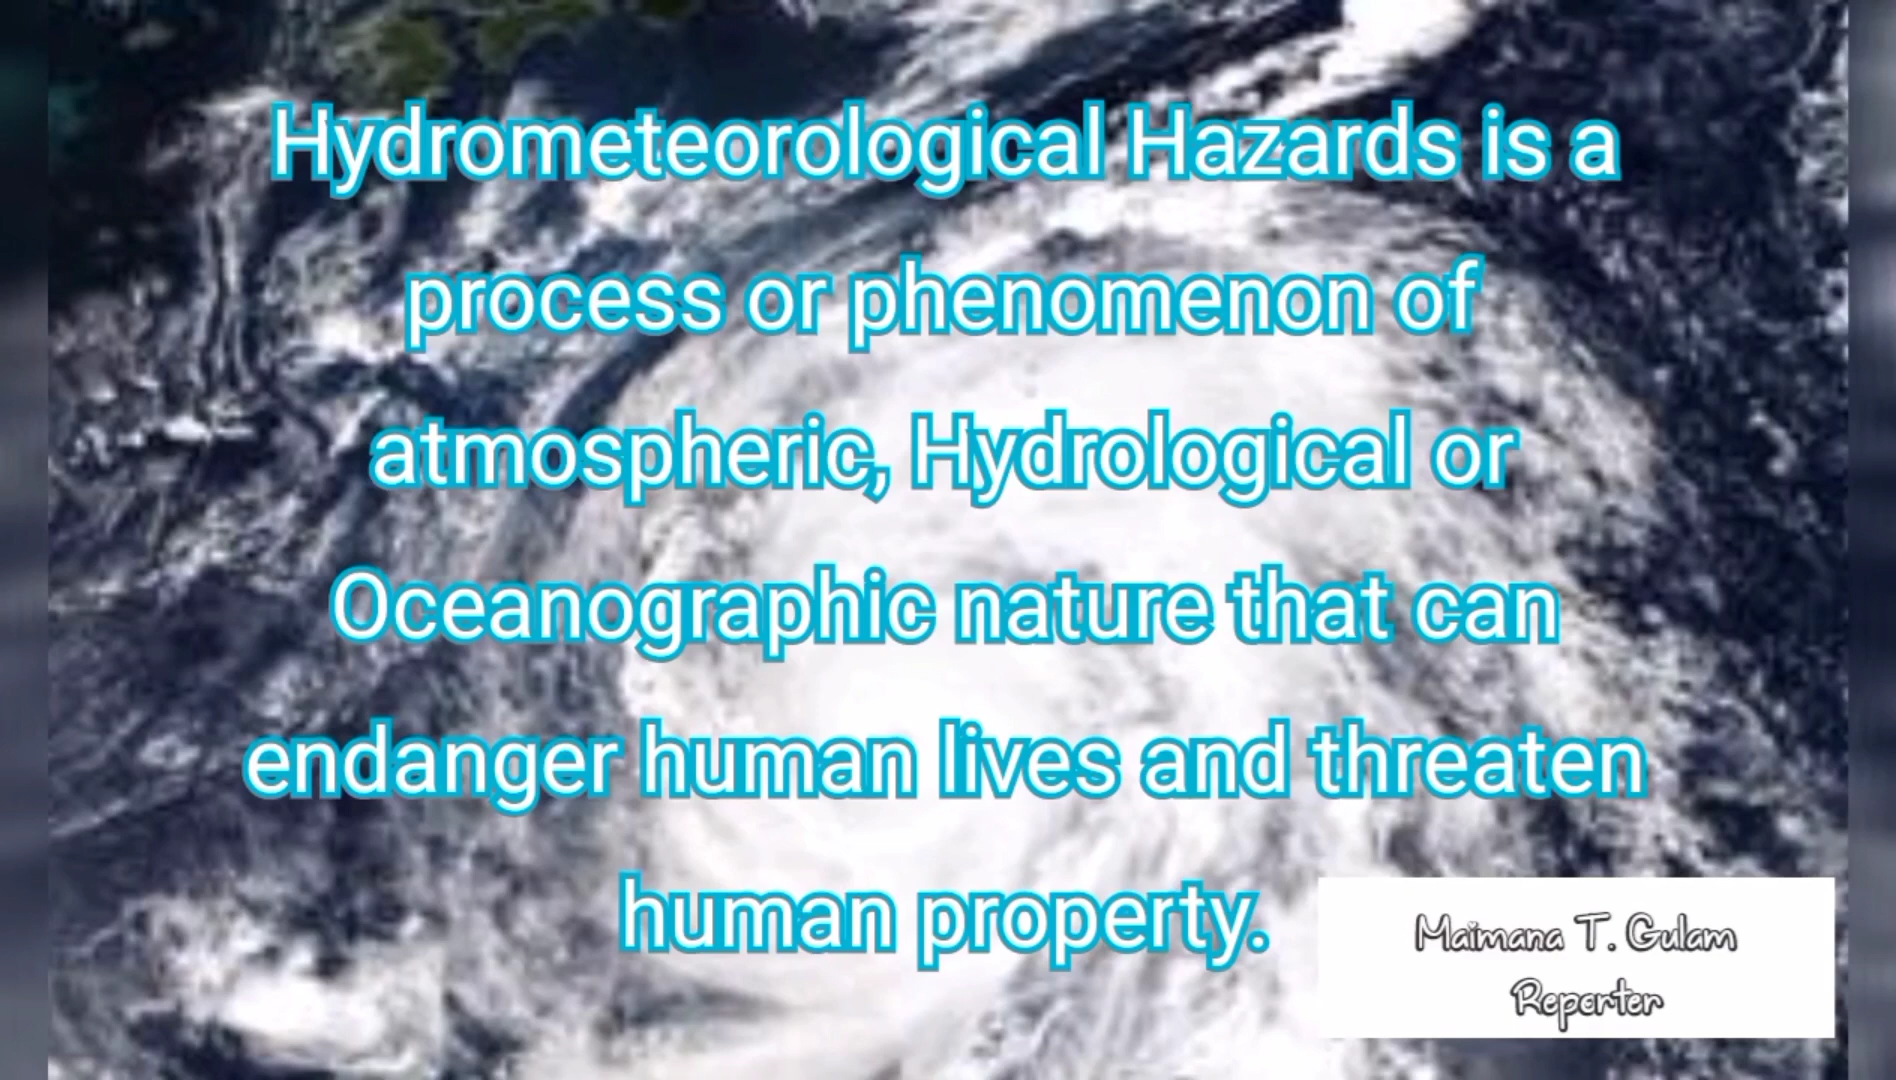 Hydrometeorological Hazards is a
process or phenomenon of
atmospheric, Hydrological or
Oceanographic nature that can
endanger human lives and threaten
human property.
Maimana T. Gulam
Reporter